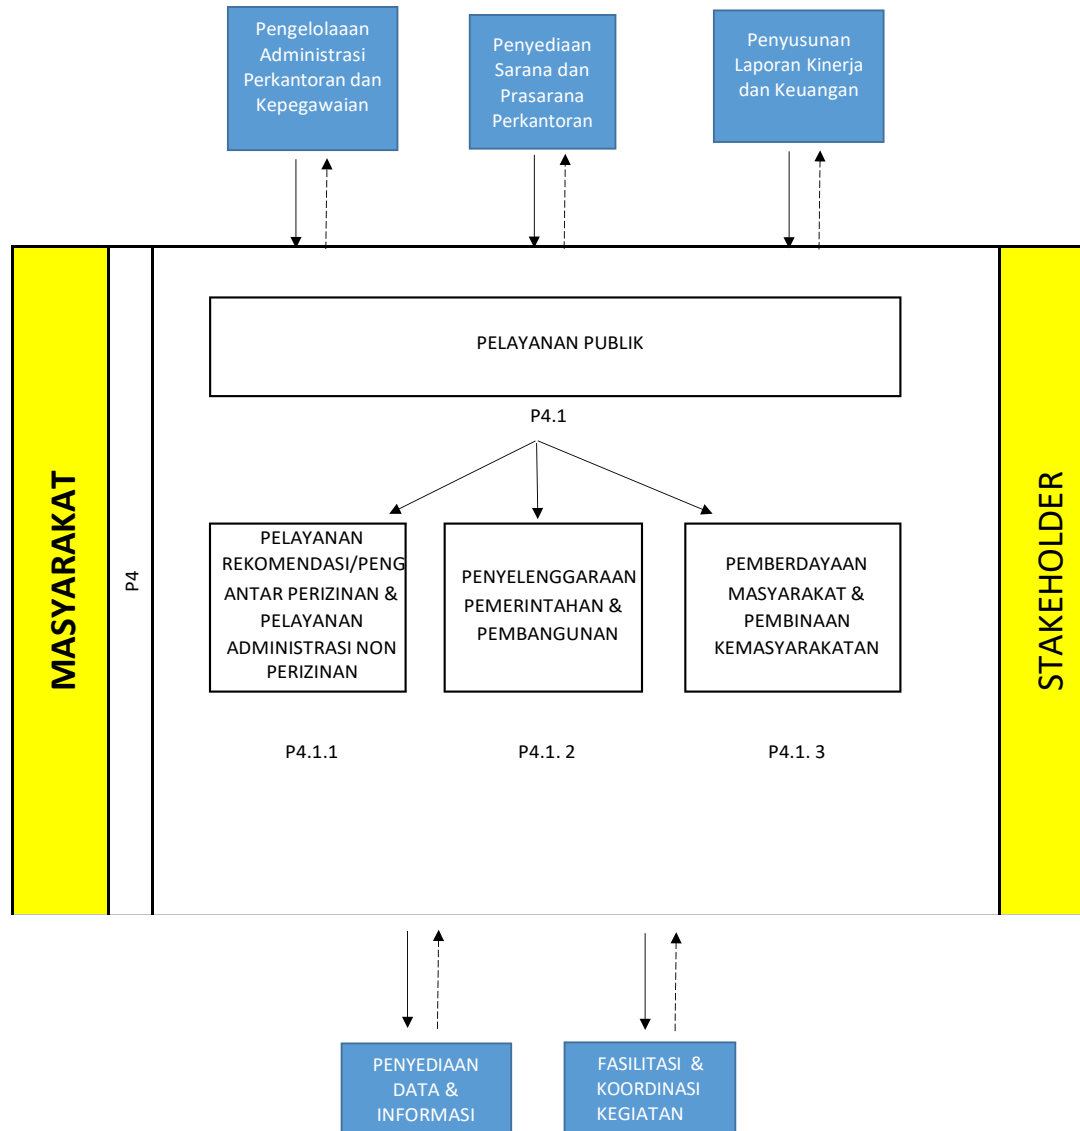 Pengelolaaan
Administrasi
Perkantoran dan
Kepegawaian
Penyediaan
Sarana dan
Prasarana
Perkantoran
Penyusunan
Laporan Kinerja
dan Keuangan
MASYARAKAT
P4
PELAYANAN PUBLIK
P4.1
PELAYANAN
REKOMENDASI/PENG
ANTAR PERIZINAN &
PELAYANAN
ADMINISTRASI NON
PERIZINAN
PENYELENGGARAAN
PEMERINTAHAN &
PEMBANGUNAN
PEMBERDAYAAN
MASYARAKAT &
PEMBINAAN
KEMASYARAKATAN
P4.1.1
P4.1. 2
P4.1. 3
STAKEHOLDER
PENYEDIAAN
DATA &
INFORMASI
FASILITASI &
KOORDINASI
KEGIATAN